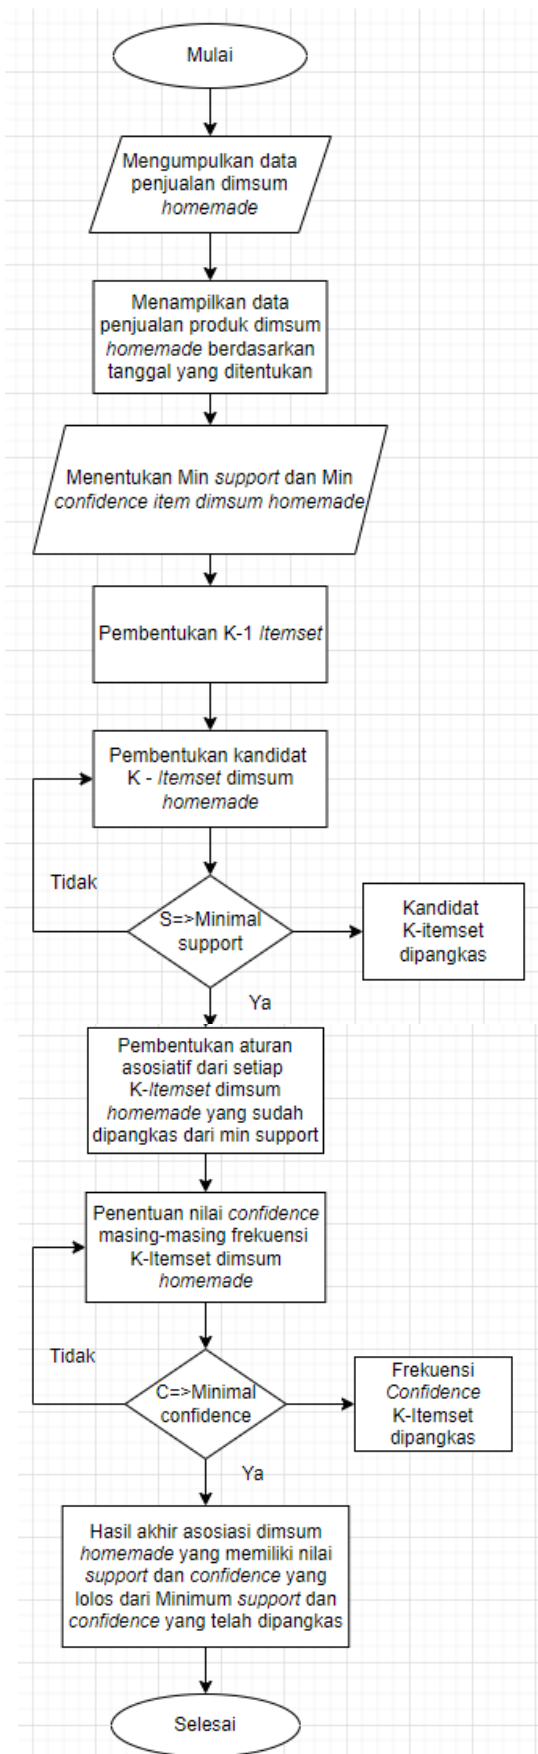 Mulai
Mengumpulkan data
penjualan dimsum
homemade
Menampilkan data
penjualan produk dimsum
homemade berdasarkan
tanggal yang ditentukan
Menentukan Min support dan Min
confidence item dimsum homemade
Pembentukan K-1 Itemset
Pembentukan kandidat
K - Itemset dimsum
homemade
Tidak
S=>Minimal
support
Kandidat
K-itemset
dipangkas
Ya
Pembentukan aturan
asosiatif dari setiap
K-Itemset dimsum
homemade yang sudah
dipangkas dari min support
Penentuan nilai confidence
masing-masing frekuensi
K-Itemset dimsum
homemade
Tidak
C=>Minimal
confidence
Frekuensi
Confidence
K-Itemset
dipangkas
Ya
Hasil akhir asosiasi dimsum
homemade yang memiliki nilai
support dan confidence yang
lolos dari Minimum support dan
confidence yang telah dipangkas
Selesai